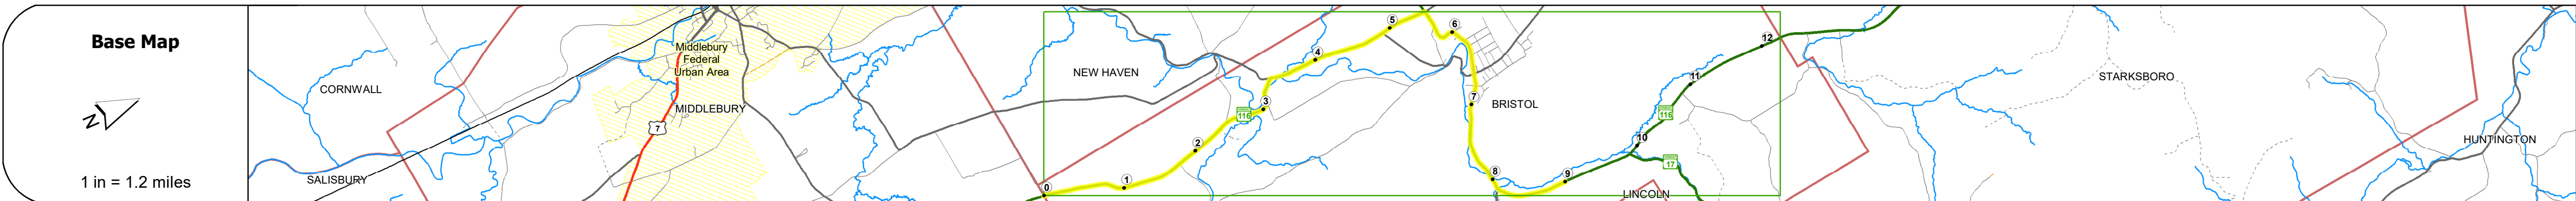 Base Map
N
1 in = 1.2 miles
CORNWALL
SALISBURY
Middlebury
Federal
Urban Area
MIDDLEBURY
7
NEW HAVEN
0
1
2
116
3
4
5
6
7
8
9
BRISTOL
10
116
11
12
17
LINCOLN
STARKSBORO
HUNTINGTON